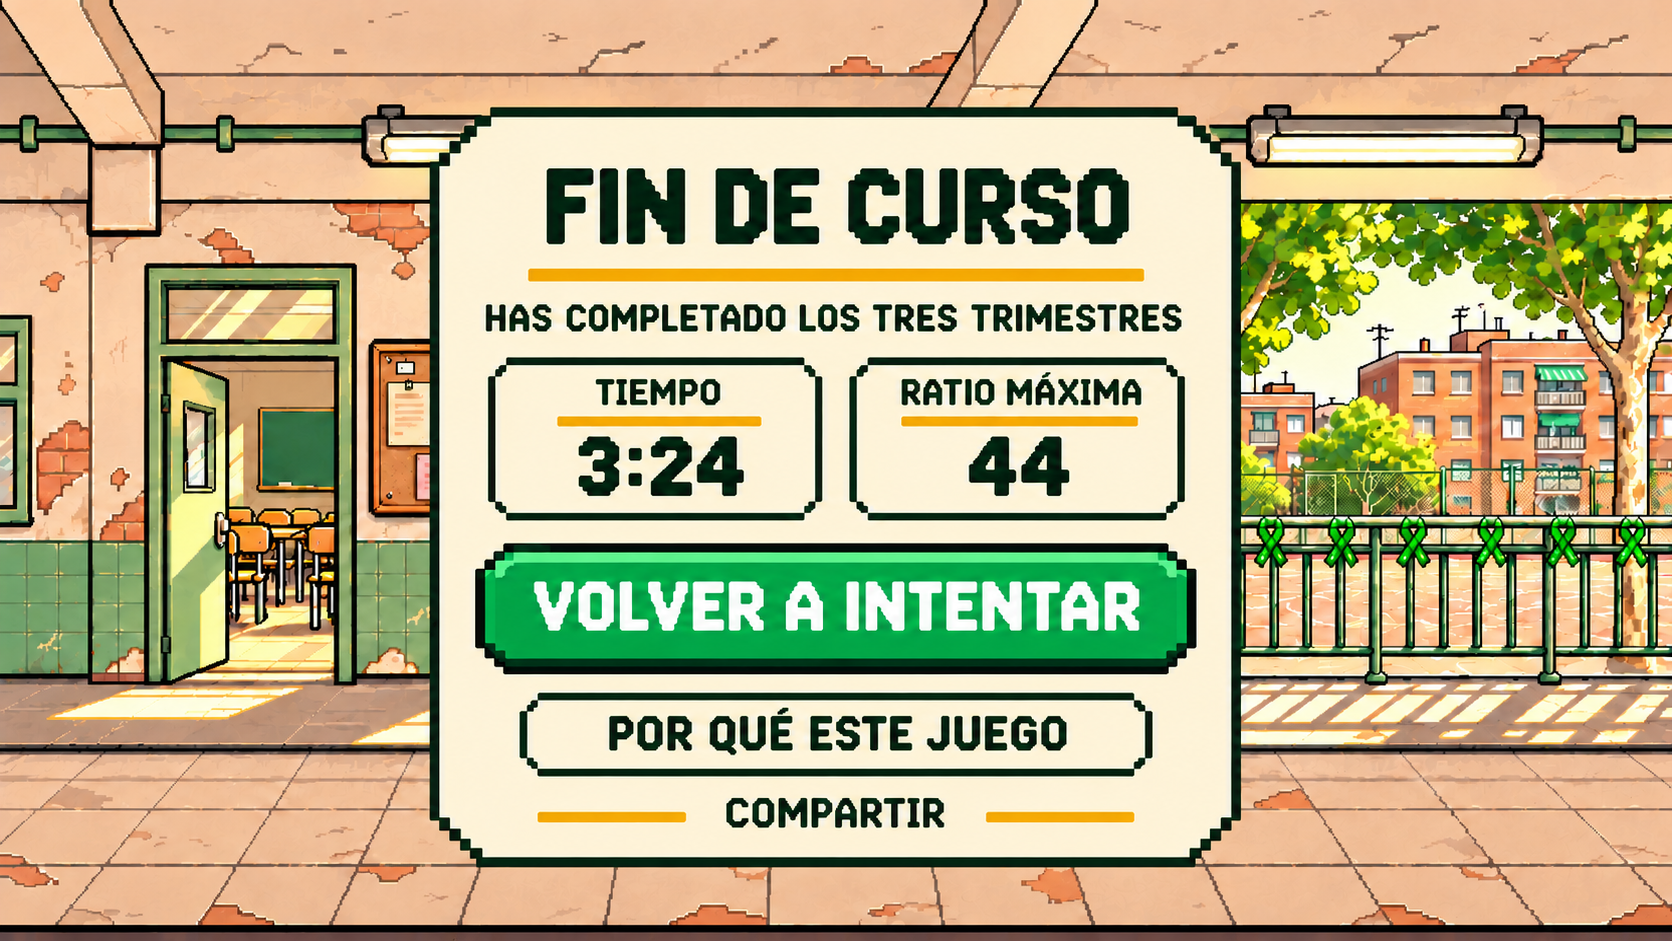 FIN DE CURSO
HAS COMPLETADO LOS TRES TRIMESTRES
TIEMPO
3:24
RATIO MÁXIMA
44
VOLVER A INTENTAR
POR QUÉ ESTE JUEGO
COMPARTIR